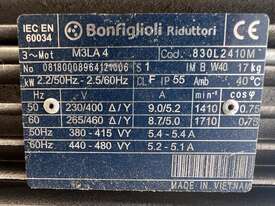 IEC EN 60034
Bonfiglioli Riduttori
3~Mot M3LA 4 Cod. 830L2410M
N° 08180008964121006 S 1 IM B W40 17 kg
kW 2.2/50Hz - 2.5/60Hz CL F IP 55 Amb 40 °C
Hz V A min-1 cosφ
50 230/400 Δ/Y 9.0/5.2 1410 0.75
60 265/460 Δ/Y 8.7/5.0 1710 0.75
50Hz 380 - 415 VY 5.4 - 5.4 A
60Hz 440 - 480 VY 5.2 - 5.1 A
MADE IN VIETNAM